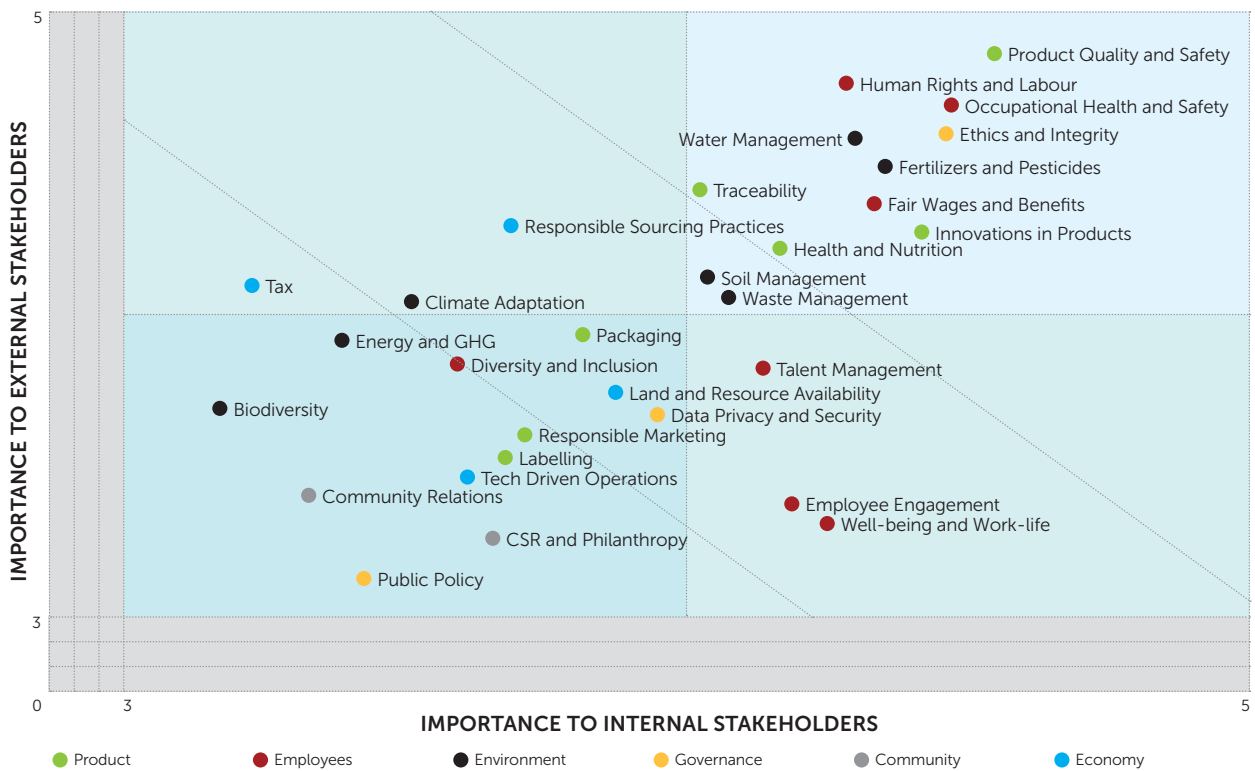 5
Product Quality and Safety
Human Rights and Labour
Occupational Health and Safety
Ethics and Integrity
Water Management
Fertilizers and Pesticides
Traceability
Fair Wages and Benefits
Responsible Sourcing Practices
Innovations in Products
Health and Nutrition
Soil Management
Tax
Waste Management
Climate Adaptation
Packaging
Energy and GHG
Diversity and Inclusion
Talent Management
Land and Resource Availability
Biodiversity
Data Privacy and Security
Responsible Marketing
Labelling
Tech Driven Operations
Community Relations
Employee Engagement
Well-being and Work-life
CSR and Philanthropy
Public Policy
IMPORTANCE TO EXTERNAL STAKEHOLDERS
3
0
3
5
IMPORTANCE TO INTERNAL STAKEHOLDERS
Product
Employees
Environment
Governance
Community
Economy